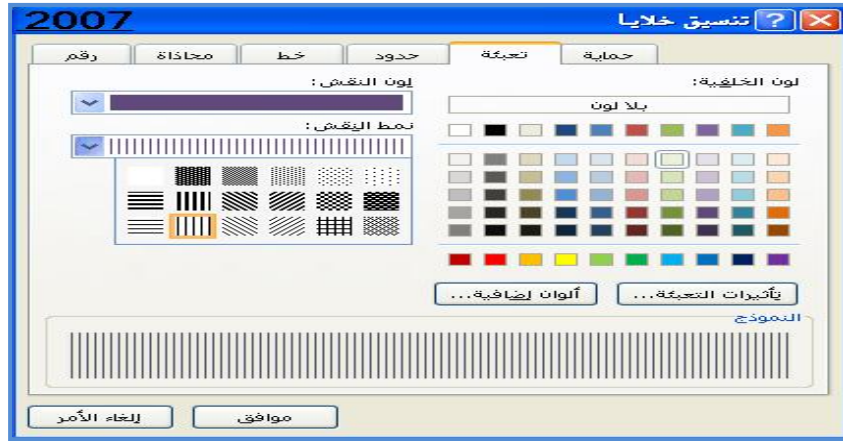 تنسيق خلايا
2007
حماية
تعبئة
حدود
خط
محاذاة
رقم
لون الخلفية:
بلا لون
تأثيرات التعبئة...
ألوان إضافية...
لون النقش:
نمط النقش:
النموذج
موافق
إلغاء الأمر